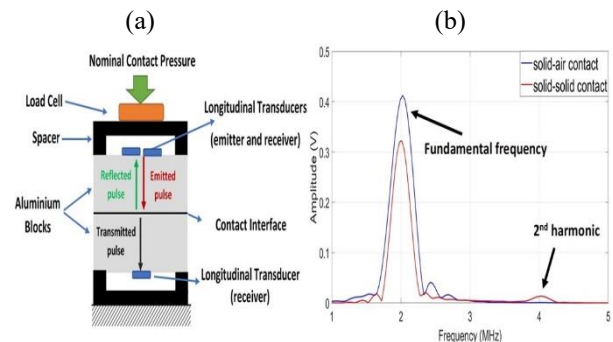 (a)
Nominal Contact Pressure
Load Cell
Spacer
Longitudinal Transducers
(emitter and receiver)
Reflected
pulse
Emitted
pulse
Aluminium
Blocks
Contact Interface
Transmitted
pulse
Longitudinal Transducer
(receiver)
(b)
solid-air contact
solid-solid contact
Fundamental frequency
2nd harmonic
Amplitude (V)
0.5
0.4
0.3
0.2
0.1
0
1
2
3
4
5
Frequency (MHz)